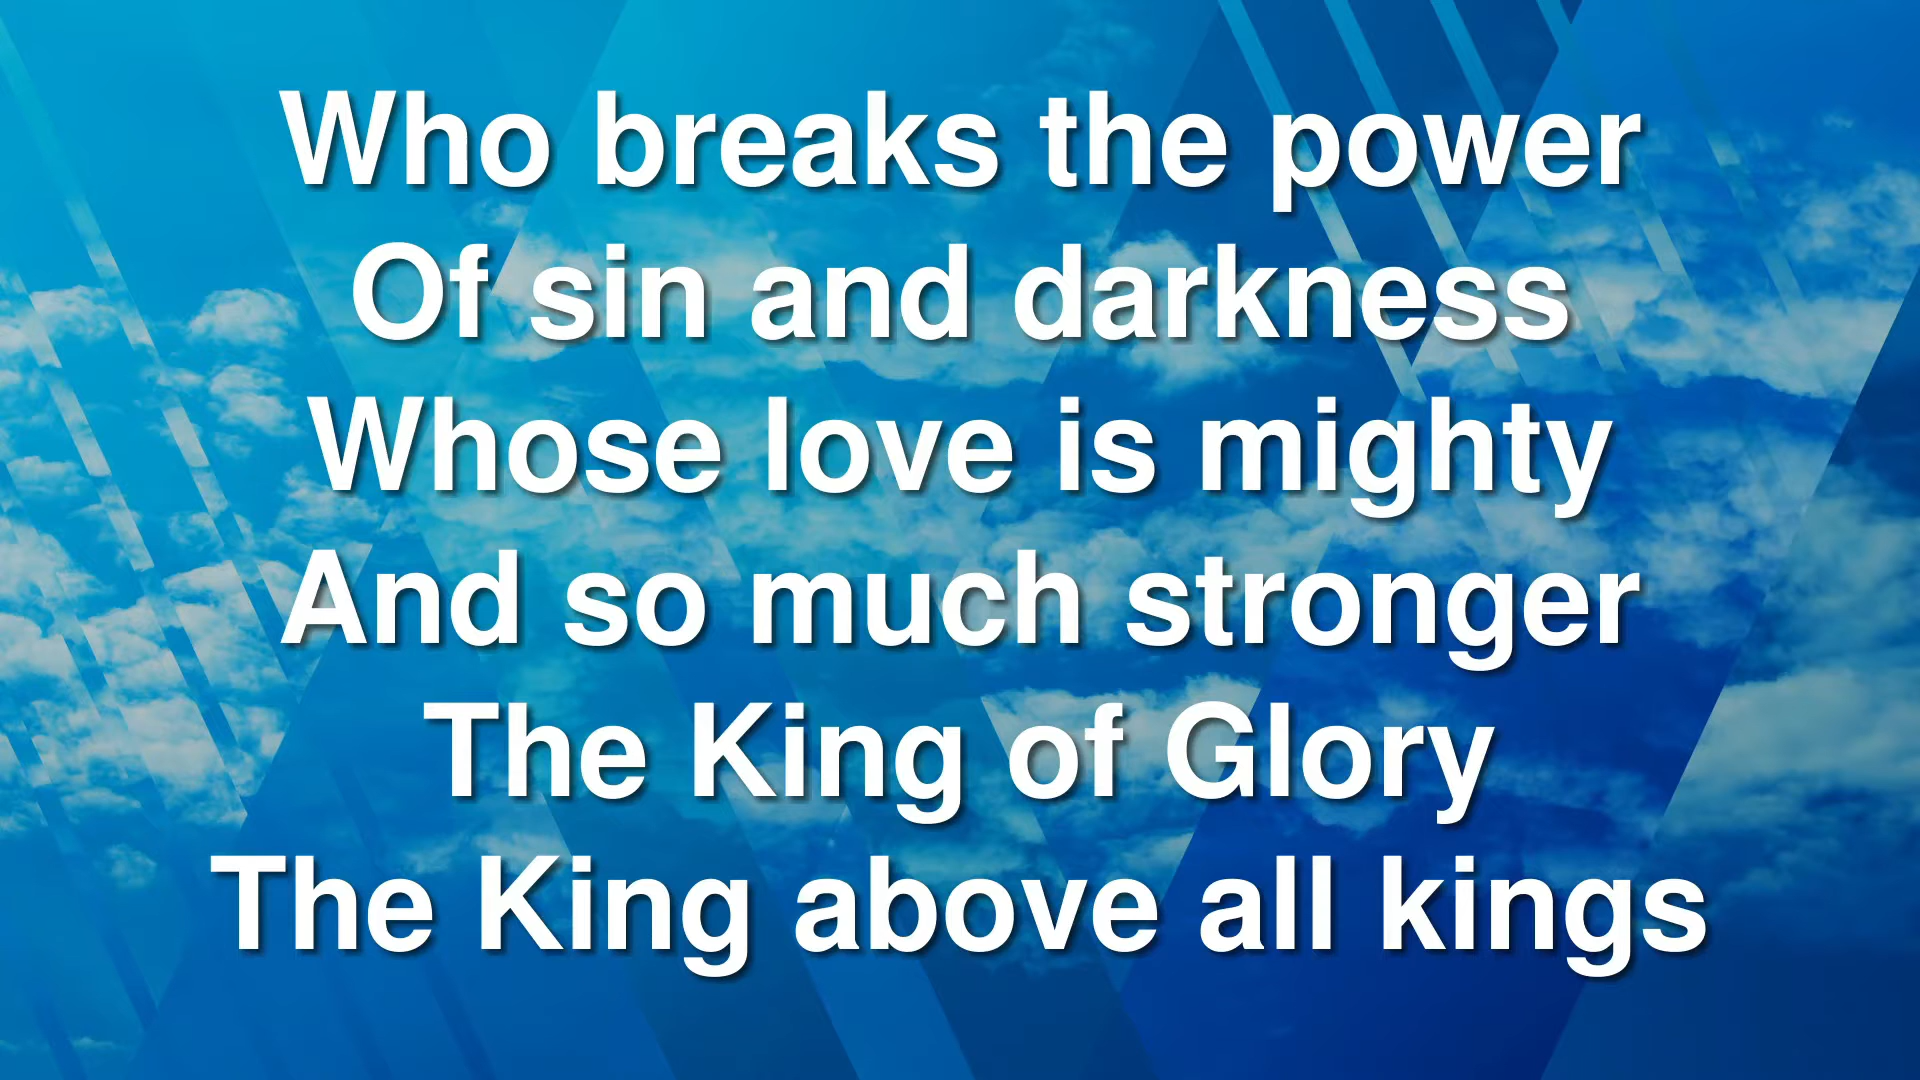 Who breaks the power
Of sin and darkness
Whose love is mighty
And so much stronger
The King of Glory
The King above all kings